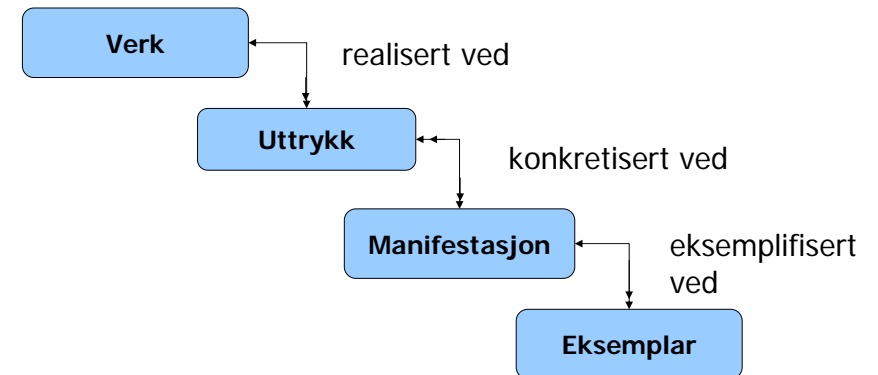 Verk
realisert ved
Uttrykk
konkretisert ved
Manifestasjon
eksemplifisert
ved
Eksemplar